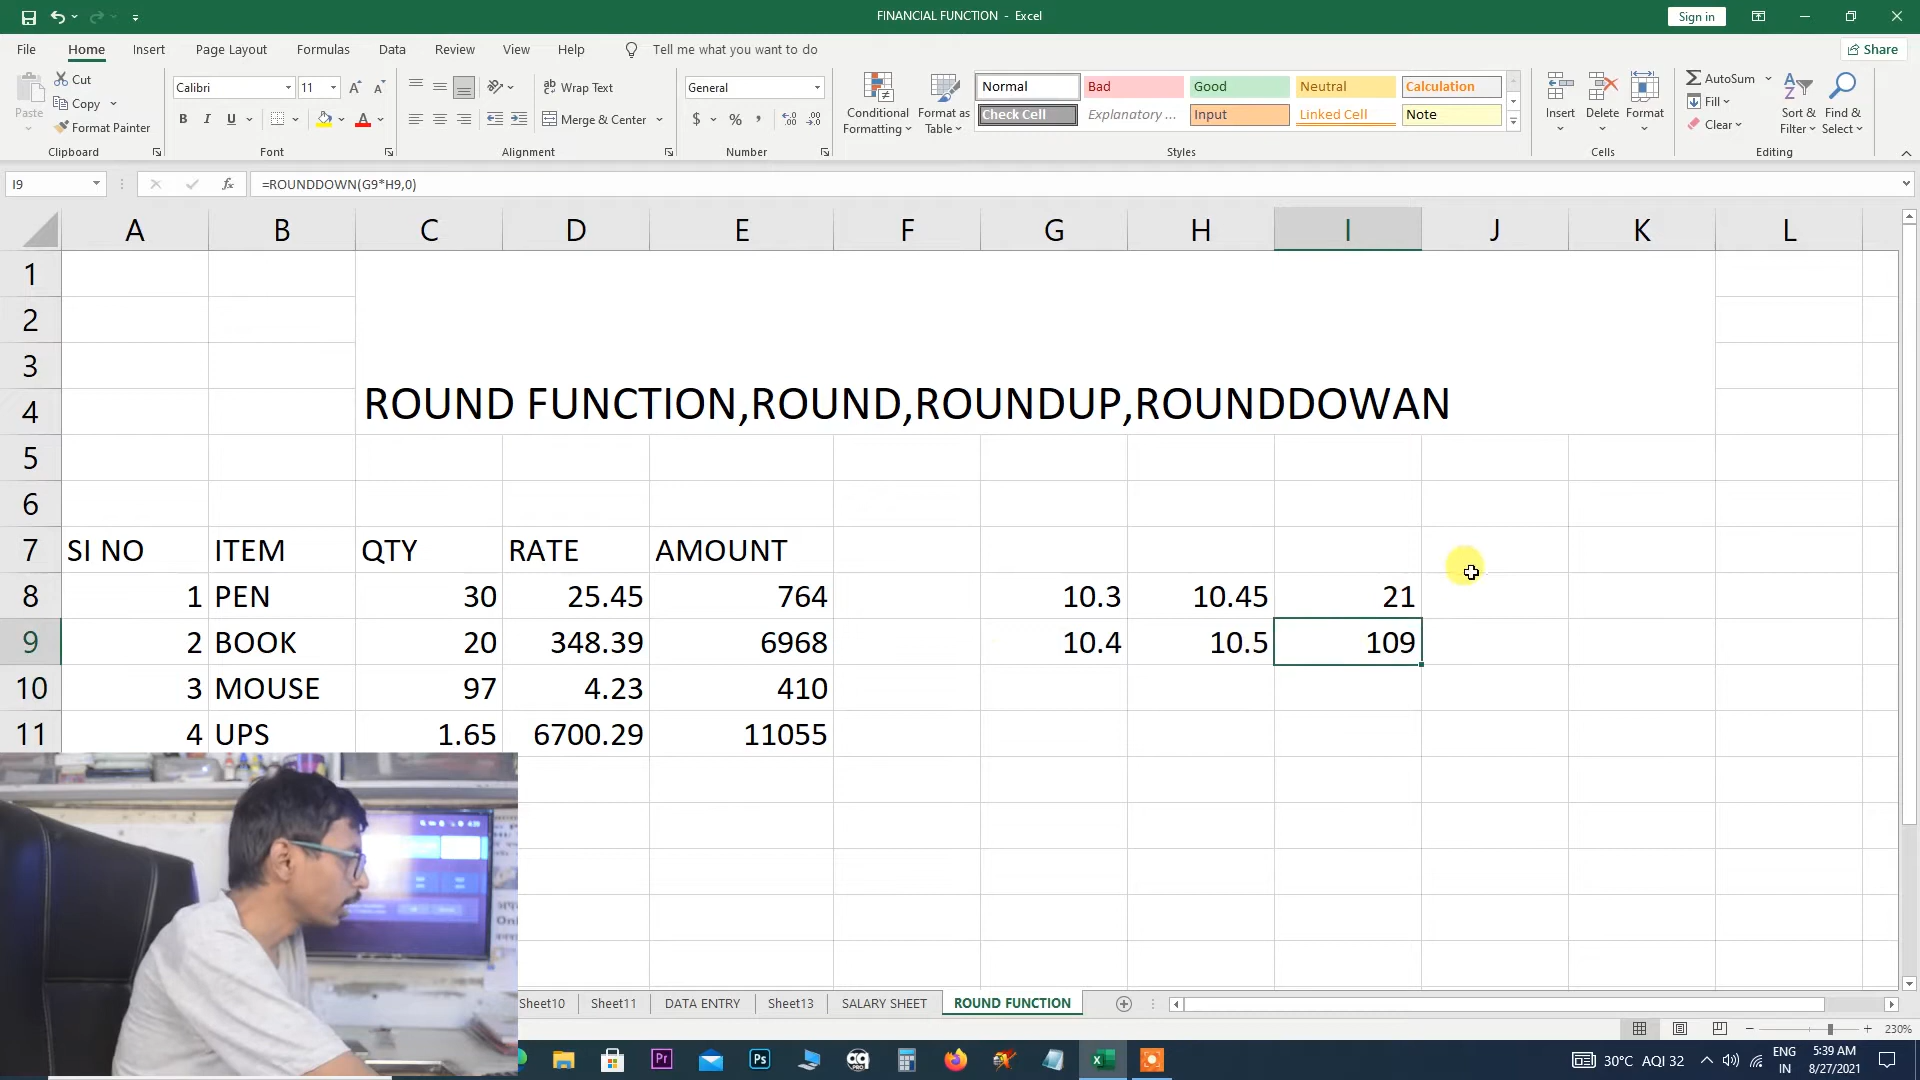 FINANCIAL FUNCTION - Excel
Sign in
File Home Insert Page Layout Formulas Data Review View Help Tell me what you want to do Share
Paste
Cut
Copy
Format Painter
Clipboard
Calibri 11
B I U
Font
Wrap Text
Merge & Center
Alignment
General
$ % ,
Number
Conditional Formatting
Format as Table
Normal Bad Good Neutral Calculation
Check Cell Explanatory ... Input Linked Cell Note
Styles
Insert Delete Format
Cells
AutoSum
Fill
Clear
Sort & Filter
Find & Select
Editing
I9 fx =ROUNDDOWN(G9*H9,0)
A B C D E F G H I J K L
1
2
3
4 ROUND FUNCTION,ROUND,ROUNDUP,ROUNDDOWAN
5
6
7 SI NO ITEM QTY RATE AMOUNT
8 1 PEN 30 25.45 764 10.3 10.45 21
9 2 BOOK 20 348.39 6968 10.4 10.5 109
10 3 MOUSE 97 4.23 410
11 4 UPS 1.65 6700.29 11055
Sheet10 Sheet11 DATA ENTRY Sheet13 SALARY SHEET ROUND FUNCTION
230%
Pr Ps
30°C AQI 32
ENG
IN
5:39 AM
8/27/2021